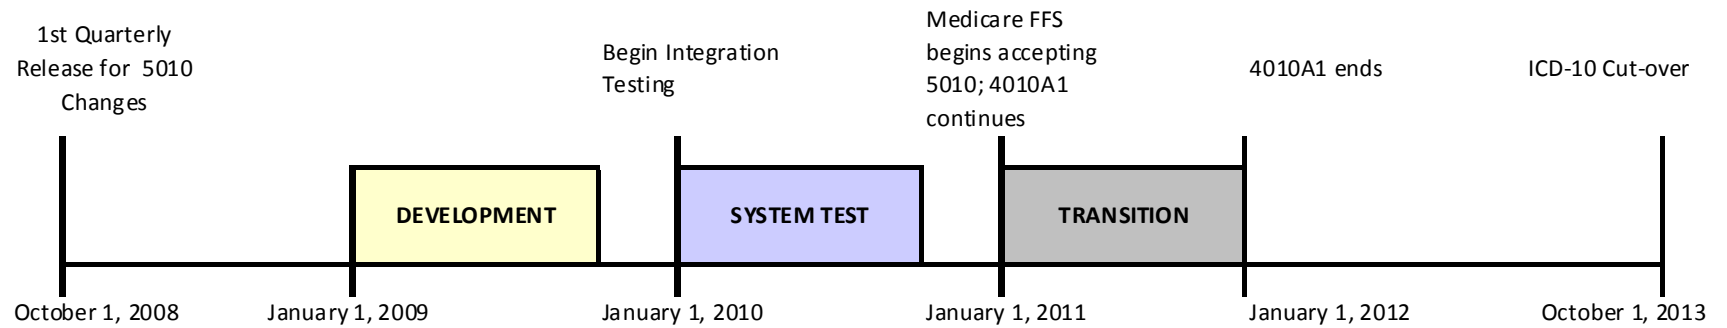 1st Quarterly
Release for 5010
Changes
Begin Integration
Testing
Medicare FFS
begins accepting
5010; 4010A1
continues
4010A1 ends
ICD-10 Cut-over
DEVELOPMENT
SYSTEM TEST
TRANSITION
October 1, 2008
January 1, 2009
January 1, 2010
January 1, 2011
January 1, 2012
October 1, 2013